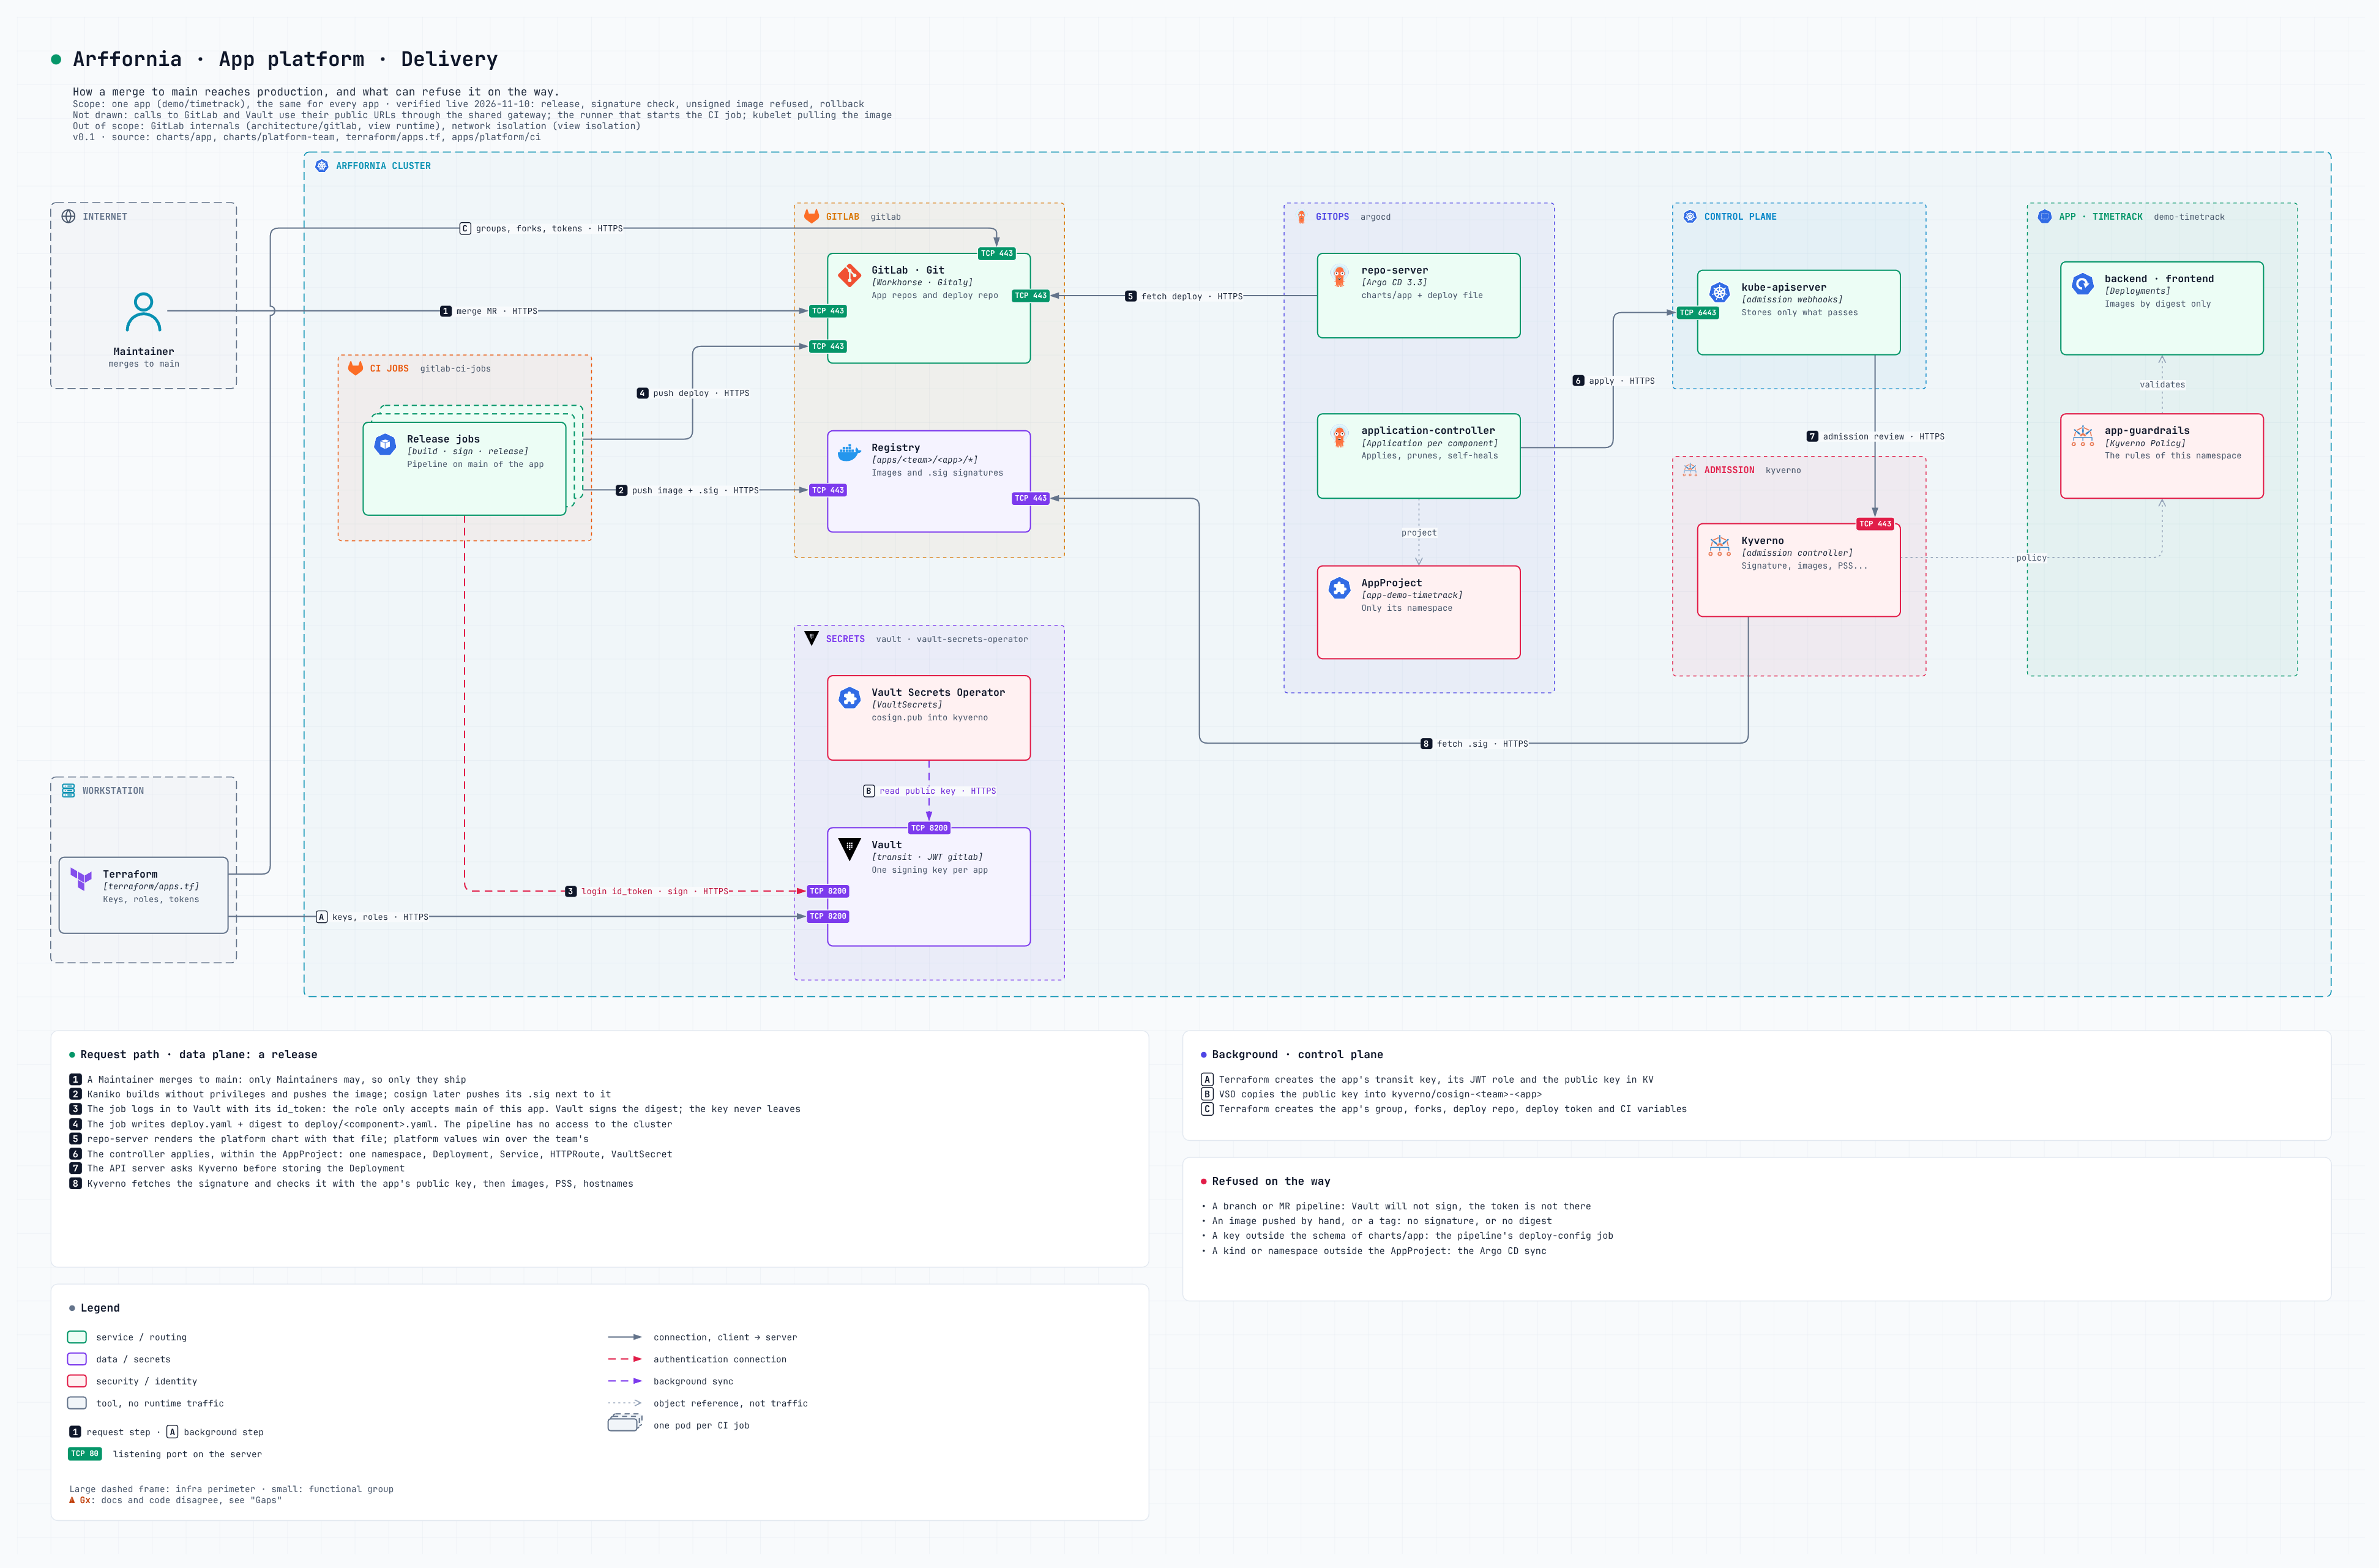 Arffornia · App platform · Delivery
How a merge to main reaches production, and what can refuse it on the way.
Scope: one app (demo/timetrack), the same for every app · verified live 2026-11-10: release, signature check, unsigned image refused, rollback
Not drawn: calls to GitLab and Vault use their public URLs through the shared gateway; the runner that starts the CI job; kubelet pulling the image
Out of scope: GitLab internals (architecture/gitlab, view runtime), network isolation (view isolation)
v0.1 · source: charts/app, charts/platform-team, terraform/apps.tf, apps/platform/ci
ARFFORNIA CLUSTER
INTERNET
Maintainer
merges to main
C groups, forks, tokens · HTTPS
1 merge MR · HTTPS
CI JOBS gitlab-ci-jobs
Release jobs
[build · sign · release]
Pipeline on main of the app
4 push deploy · HTTPS
2 push image + .sig · HTTPS
GITLAB gitlab
TCP 443
GitLab · Git
[Workhorse · Gitaly]
App repos and deploy repo
TCP 443
TCP 443
TCP 443
Registry
[apps/<team>/<app>/*]
Images and .sig signatures
TCP 443
TCP 443
5 fetch deploy · HTTPS
GITOPS argocd
repo-server
[Argo CD 3.3]
charts/app + deploy file
application-controller
[Application per component]
Applies, prunes, self-heals
project
AppProject
[app-demo-timetrack]
Only its namespace
6 apply · HTTPS
CONTROL PLANE
kube-apiserver
[admission webhooks]
Stores only what passes
TCP 6443
7 admission review · HTTPS
ADMISSION kyverno
TCP 443
Kyverno
[admission controller]
Signature, images, PSS...
policy
APP · TIMETRACK demo-timetrack
backend · frontend
[Deployments]
Images by digest only
validates
app-guardrails
[Kyverno Policy]
The rules of this namespace
8 fetch .sig · HTTPS
SECRETS vault · vault-secrets-operator
Vault Secrets Operator
[VaultSecrets]
cosign.pub into kyverno
B read public key · HTTPS
TCP 8200
Vault
[transit · JWT gitlab]
One signing key per app
TCP 8200
TCP 8200
3 login id_token · sign · HTTPS
A keys, roles · HTTPS
WORKSTATION
Terraform
[terraform/apps.tf]
Keys, roles, tokens
Request path · data plane: a release
1 A Maintainer merges to main: only Maintainers may, so only they ship
2 Kaniko builds without privileges and pushes the image; cosign later pushes its .sig next to it
3 The job logs in to Vault with its id_token: the role only accepts main of this app. Vault signs the digest; the key never leaves
4 The job writes deploy.yaml + digest to deploy/<component>.yaml. The pipeline has no access to the cluster
5 repo-server renders the platform chart with that file; platform values win over the team's
6 The controller applies, within the AppProject: one namespace, Deployment, Service, HTTPRoute, VaultSecret
7 The API server asks Kyverno before storing the Deployment
8 Kyverno fetches the signature and checks it with the app's public key, then images, PSS, hostnames
Background · control plane
A Terraform creates the app's transit key, its JWT role and the public key in KV
B VSO copies the public key into kyverno/cosign-<team>-<app>
C Terraform creates the app's group, forks, deploy repo, deploy token and CI variables
Refused on the way
• A branch or MR pipeline: Vault will not sign, the token is not there
• An image pushed by hand, or a tag: no signature, or no digest
• A key outside the schema of charts/app: the pipeline's deploy-config job
• A kind or namespace outside the AppProject: the Argo CD sync
Legend
service / routing
data / secrets
security / identity
tool, no runtime traffic
1 request step · A background step
TCP 80 listening port on the server
connection, client → server
authentication connection
background sync
object reference, not traffic
one pod per CI job
Large dashed frame: infra perimeter · small: functional group
Gx: docs and code disagree, see "Gaps"